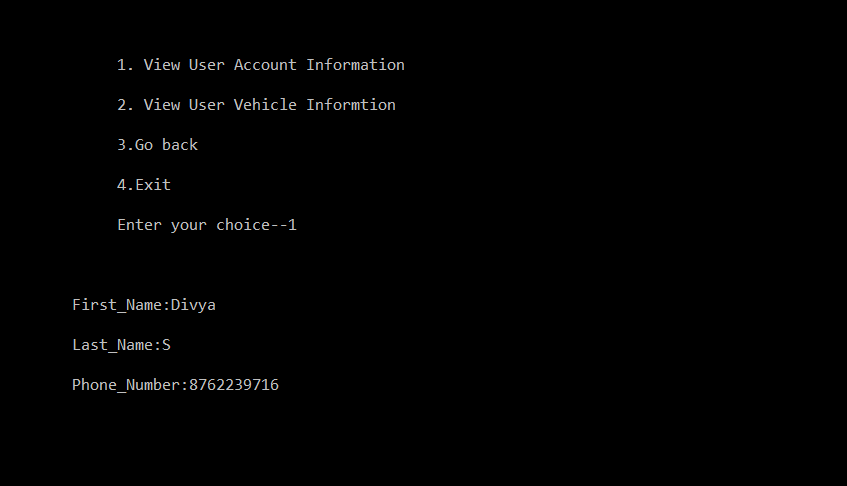 1. View User Account Information
2. View User Vehicle Informtion
3.Go back
4.Exit
Enter your choice--1
First_Name:Divya
Last_Name:S
Phone_Number:8762239716